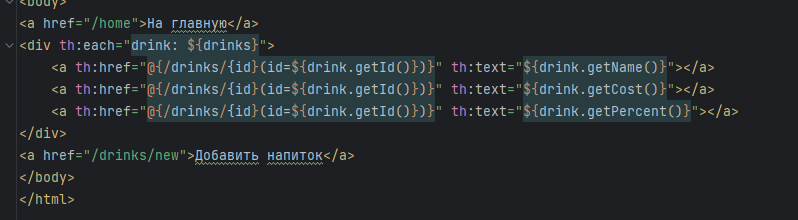 <body>
<a href="/home">На главную</a>
<div th:each="drink: ${drinks}">
<a th:href="@{/drinks/{id}(id=${drink.getId()})}" th:text="${drink.getName()}"></a>
<a th:href="@{/drinks/{id}(id=${drink.getId()})}" th:text="${drink.getCost()}"></a>
<a th:href="@{/drinks/{id}(id=${drink.getId()})}" th:text="${drink.getPercent()}"></a>
</div>
<a href="/drinks/new">Добавить напиток</a>
</body>
</html>